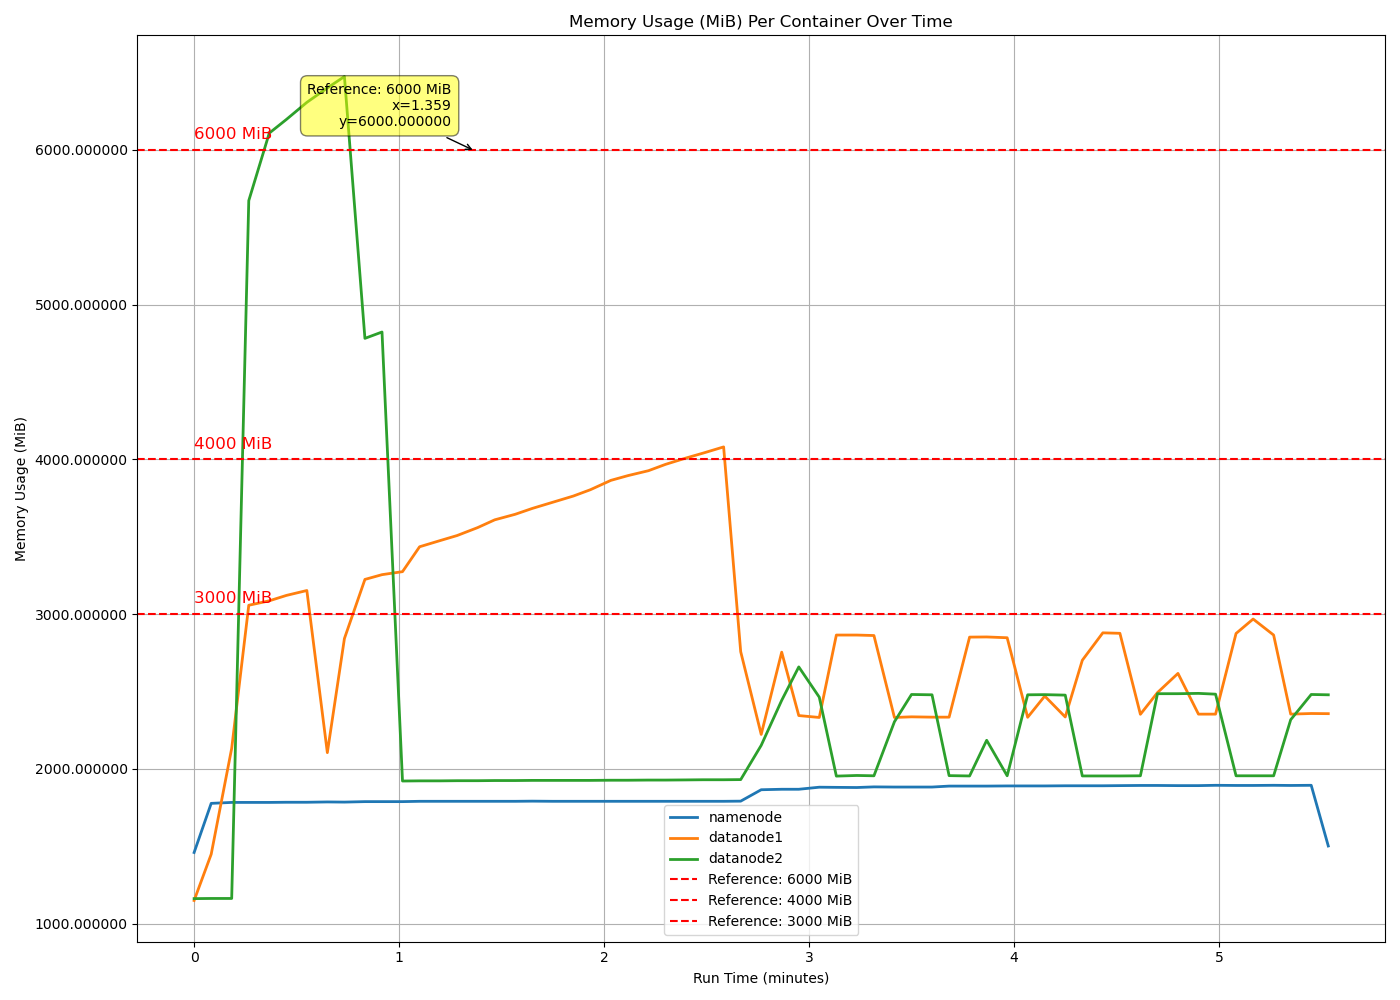 Memory Usage (MiB) Per Container Over Time
Reference: 6000 MiB
x=1.359
y=6000.000000
6000 MiB
4000 MiB
3000 MiB
6000.000000
5000.000000
4000.000000
3000.000000
2000.000000
1000.000000
Memory Usage (MiB)
namenode
datanode1
datanode2
Reference: 6000 MiB
Reference: 4000 MiB
Reference: 3000 MiB
0
1
2
3
4
5
Run Time (minutes)